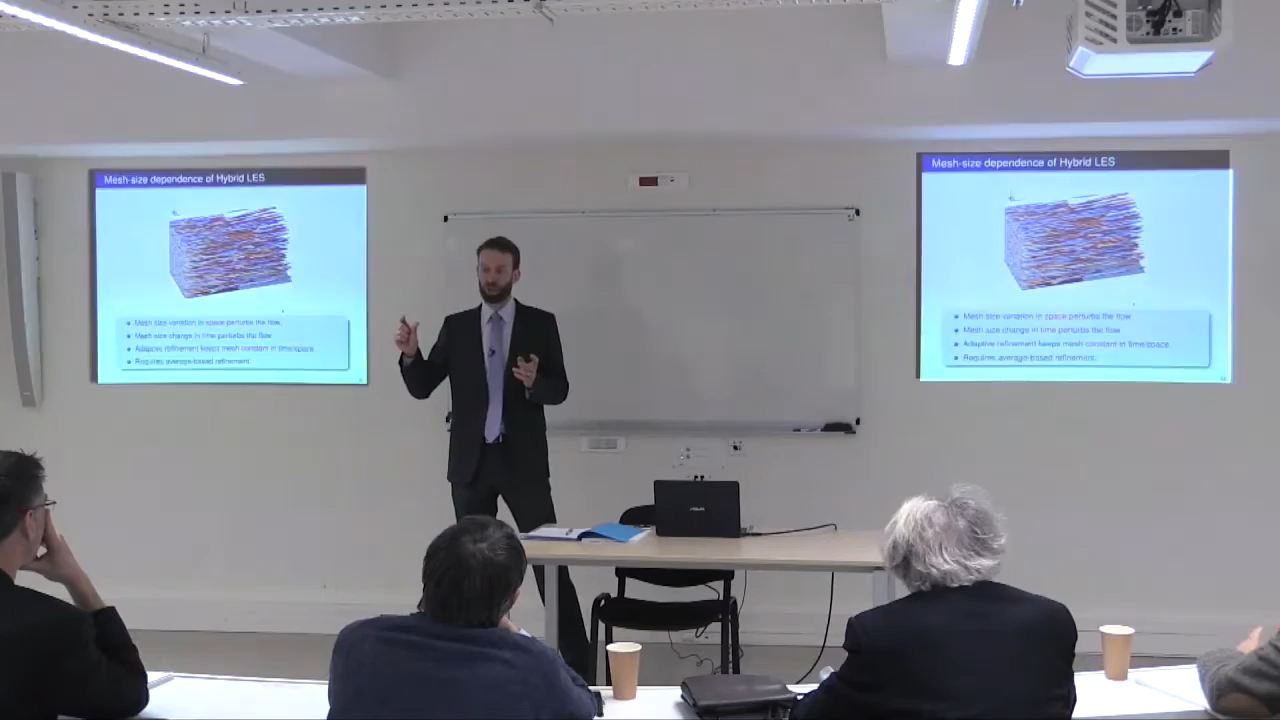 Mesh-size dependence of Hybrid LES
Mesh size variation in space perturb the flow.
Mesh size change in time perturbs the flow.
Adaptive refinement keeps mesh constant in time/space.
Requires average-based refinement.
Mesh-size dependence of Hybrid LES
Mesh size variation in space perturb the flow.
Mesh size change in time perturbs the flow.
Adaptive refinement keeps mesh constant in time/space.
Requires average-based refinement.
ASUS